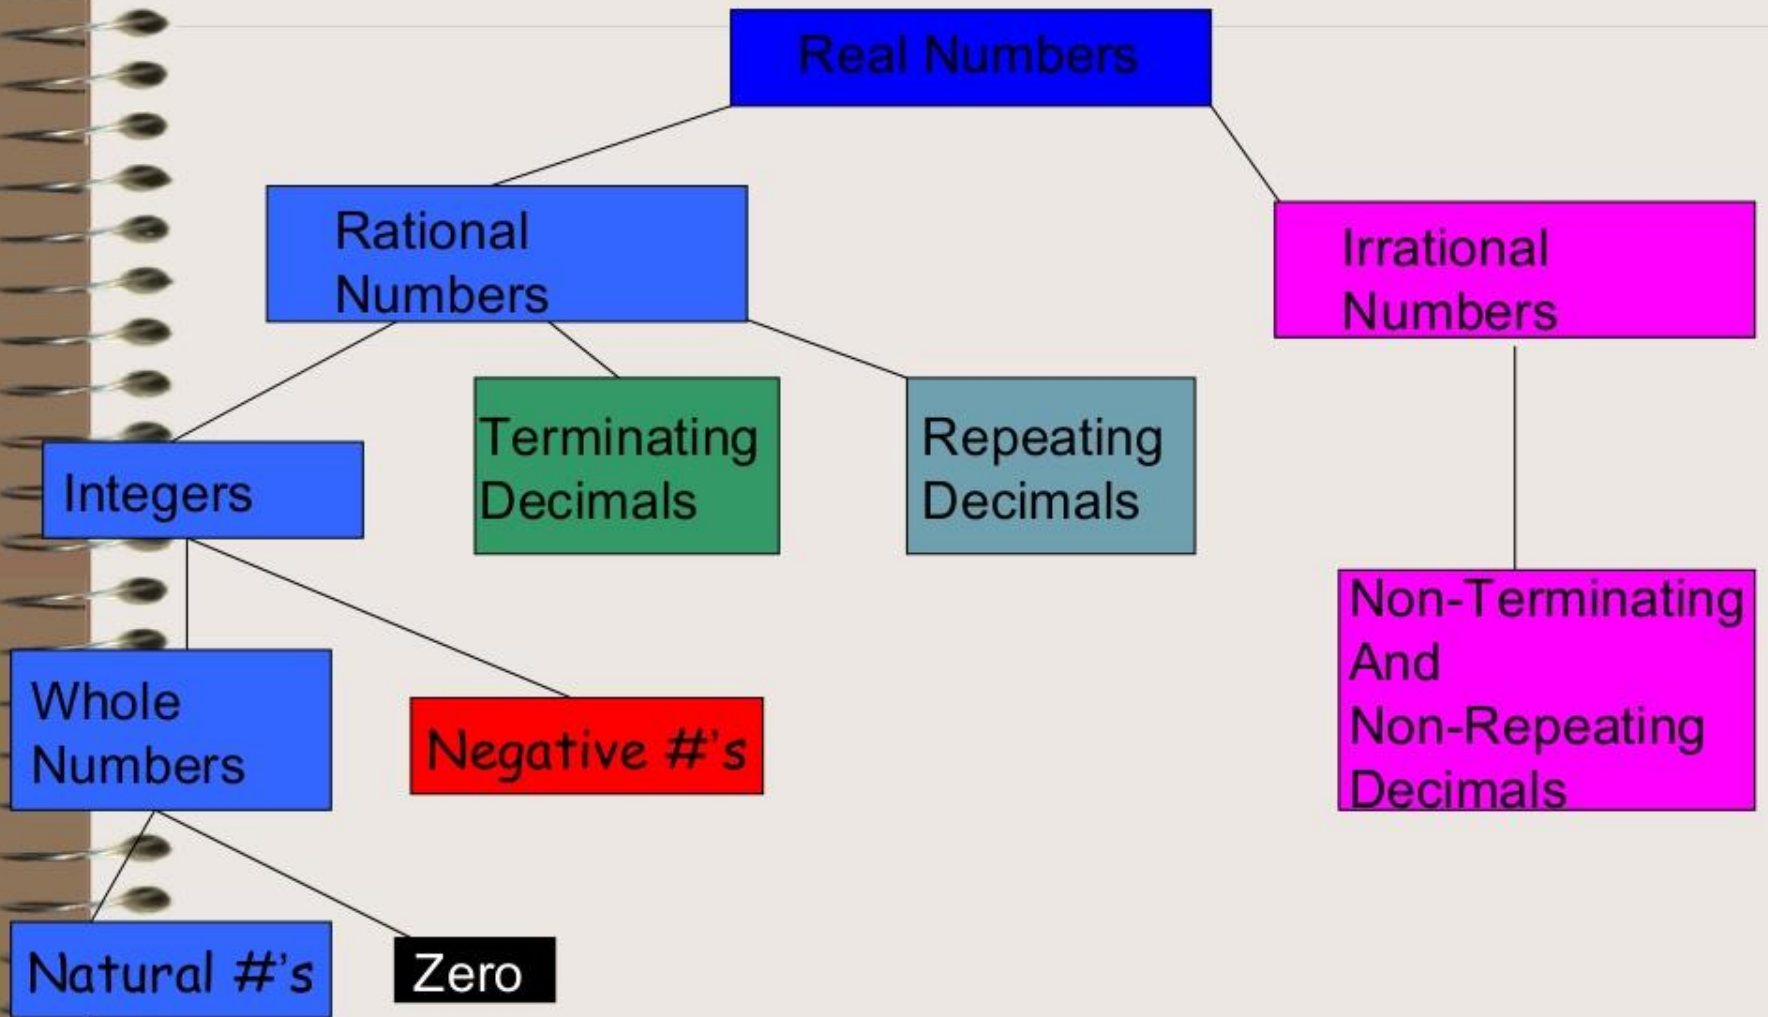 Real Numbers
Rational
Numbers
Irrational
Numbers
Terminating
Decimals
Repeating
Decimals
Integers
Non-Terminating
And
Non-Repeating
Decimals
Whole
Numbers
Negative #'s
Natural #'s
Zero